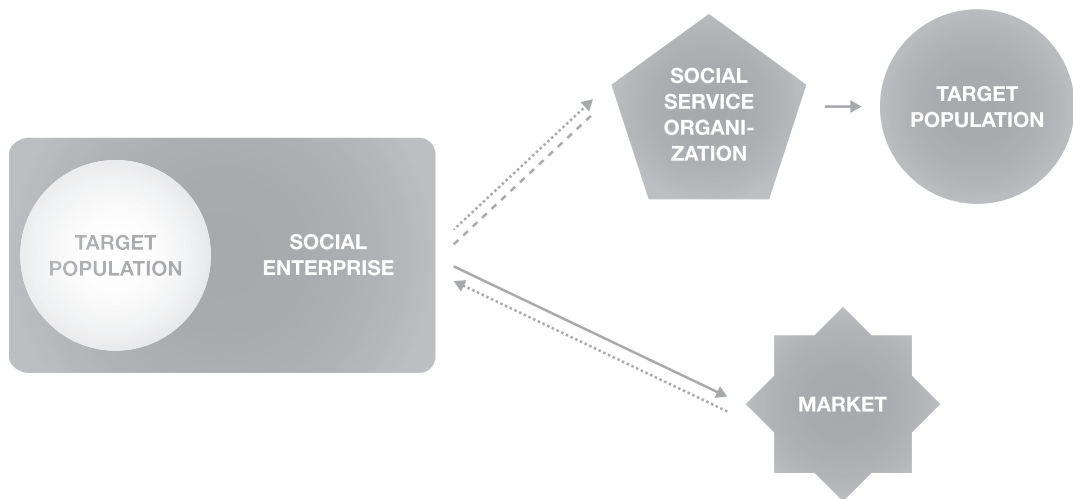 TARGET
POPULATION
SOCIAL
ENTERPRISE
SOCIAL
SERVICE
ORGANI-
ZATION
TARGET
POPULATION
MARKET